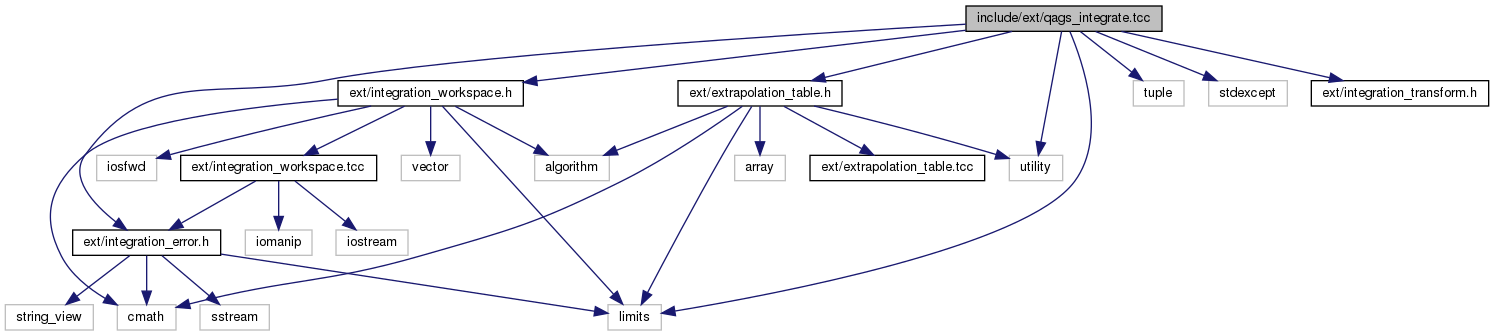 include/ext/qags_integrate.tcc
ext/integration_workspace.h
ext/extrapolation_table.h
tuple
stdexcept
ext/integration_transform.h
iosfwd
ext/integration_workspace.tcc
vector
algorithm
array
ext/extrapolation_table.tcc
utility
ext/integration_error.h
iomanip
iostream
string_view
cmath
sstream
limits